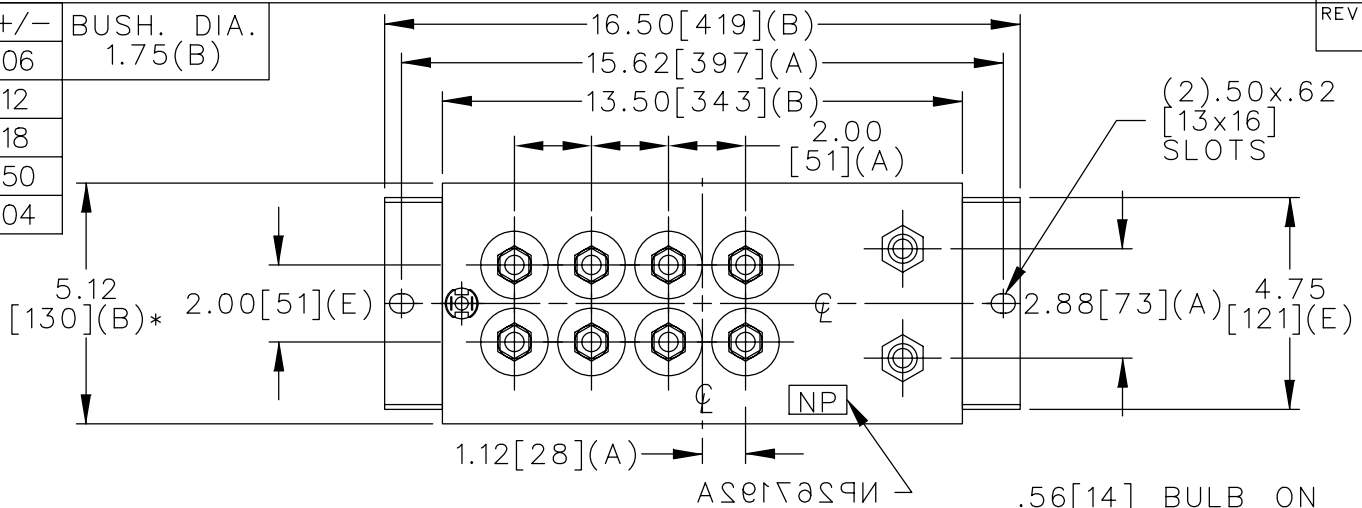 +/-
06
12
18
50
04
BUSH. DIA.
1.75(B)
REV
16.50[419](B)
15.62[397](A)
13.50[343](B)
2.00
[51](A)
(2).50x.62
[13x16]
SLOTS
5.12
[130](B)*
2.00[51](E)
2.88[73](A)
4.75
[121](E)
℄
℄
NP
1.12[28](A)
NP267192A
.56[14] BULB ON